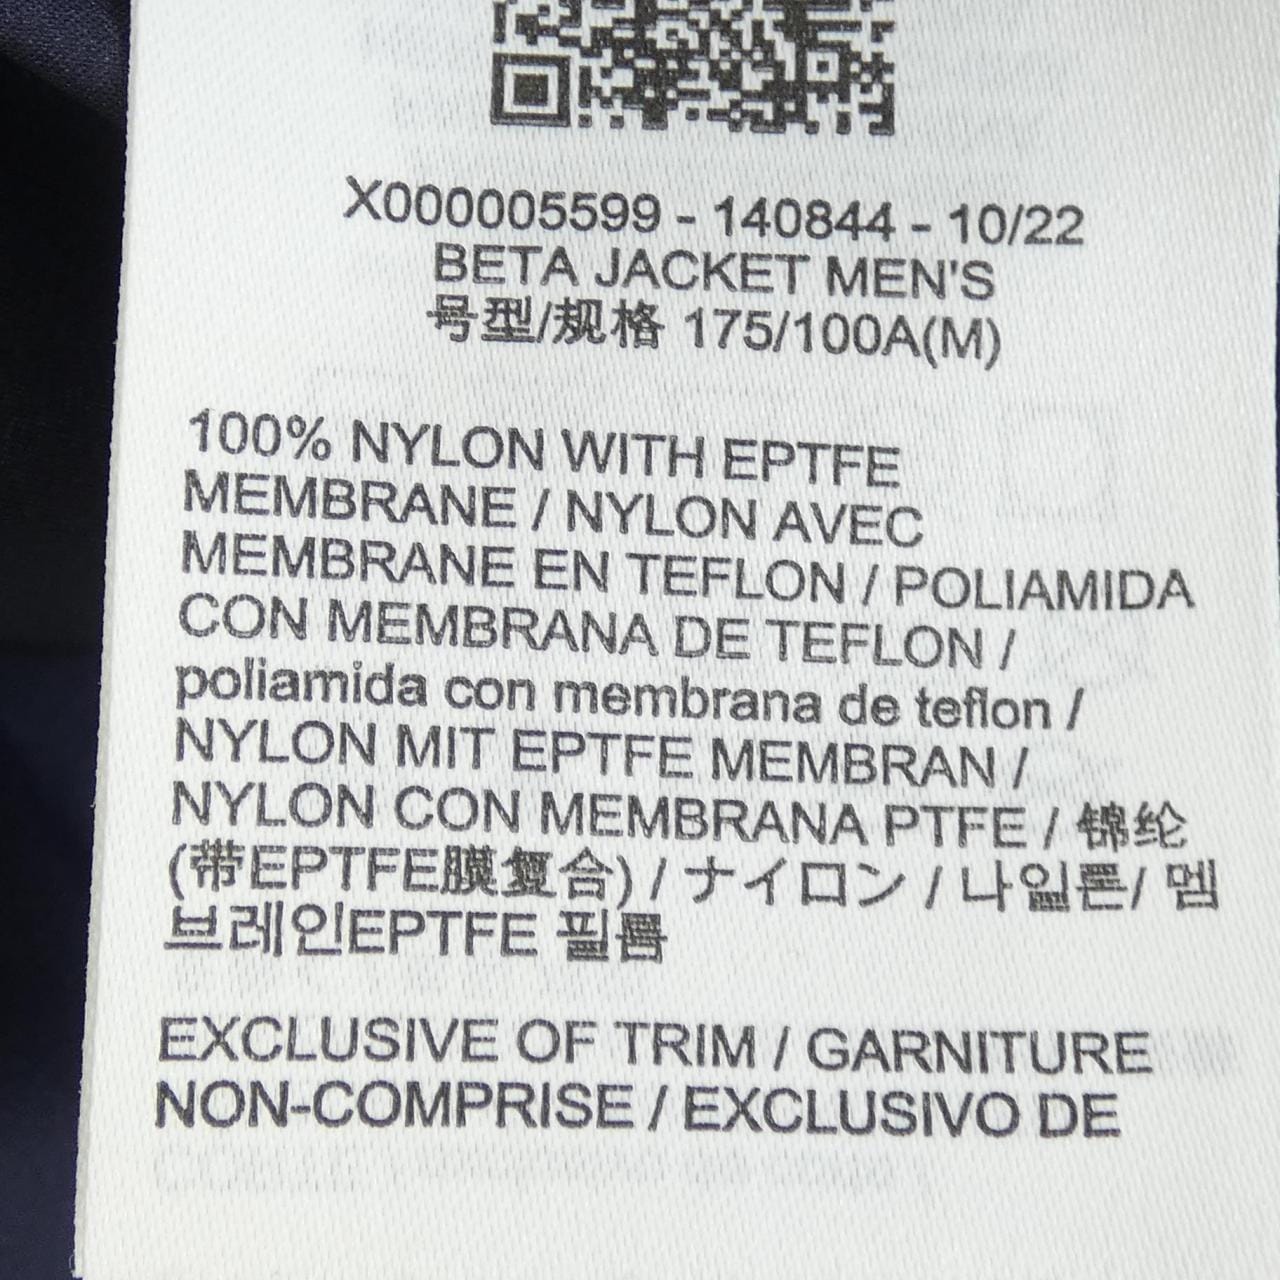 X000005599 - 140844 - 10/22
BETA JACKET MEN'S
号型/规格 175/100A(M)
100% NYLON WITH EPTFE
MEMBRANE / NYLON AVEC
MEMBRANE EN TEFLON / POLIAMIDA
CON MEMBRANA DE TEFLON /
poliamida con membrana de teflon /
NYLON MIT EPTFE MEMBRAN /
NYLON CON MEMBRANA PTFE / 锦纶
(带EPTFE膜复合) / ナイロン / 나일론/ 멤
브레인EPTFE 필름
EXCLUSIVE OF TRIM / GARNITURE
NON-COMPRISE / EXCLUSIVO DE